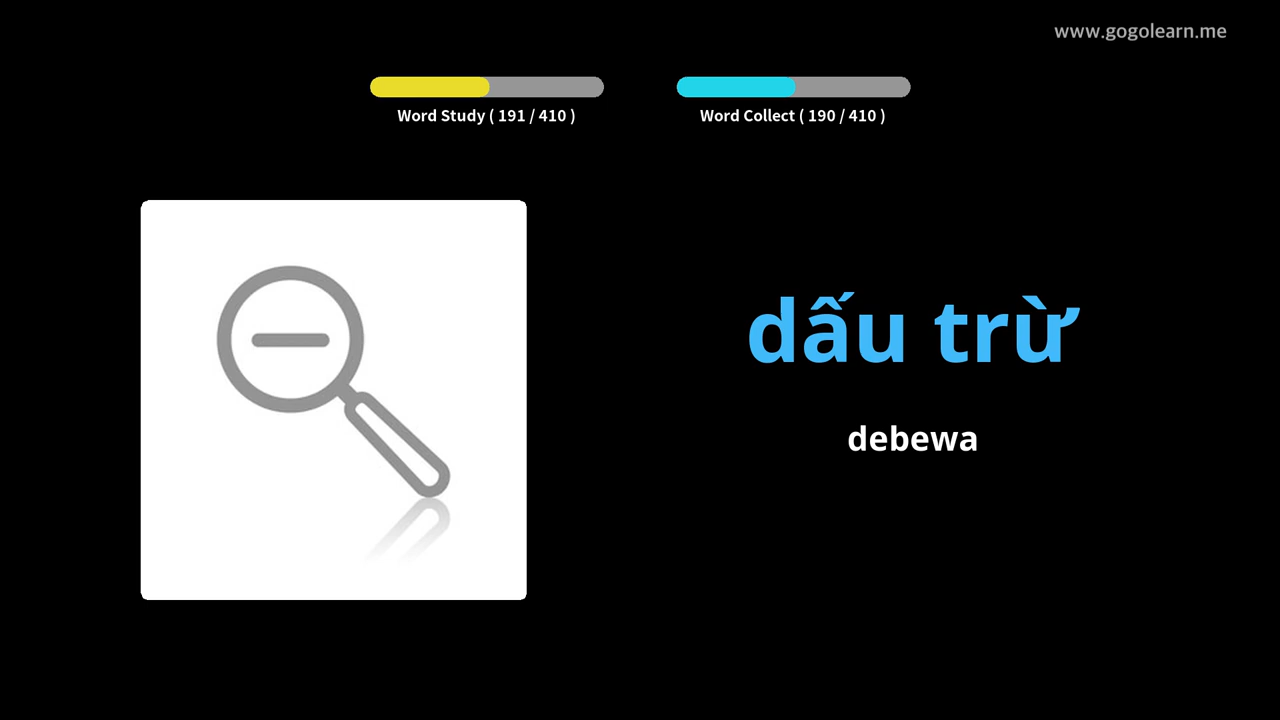 www.gogolearn.me
Word Study ( 191 / 410 )
Word Collect ( 190 / 410 )
dấu trừ
debewa